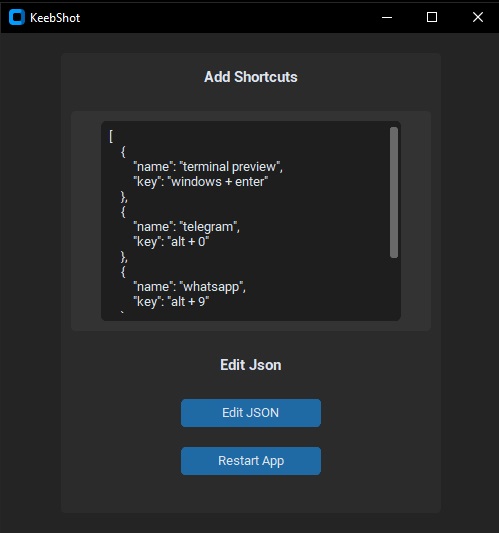 KeebShot
Add Shortcuts
[
{
"name": "terminal preview",
"key": "windows + enter"
},
{
"name": "telegram",
"key": "alt + 0"
},
{
"name": "whatsapp",
"key": "alt + 9"
Edit Json
Edit JSON
Restart App